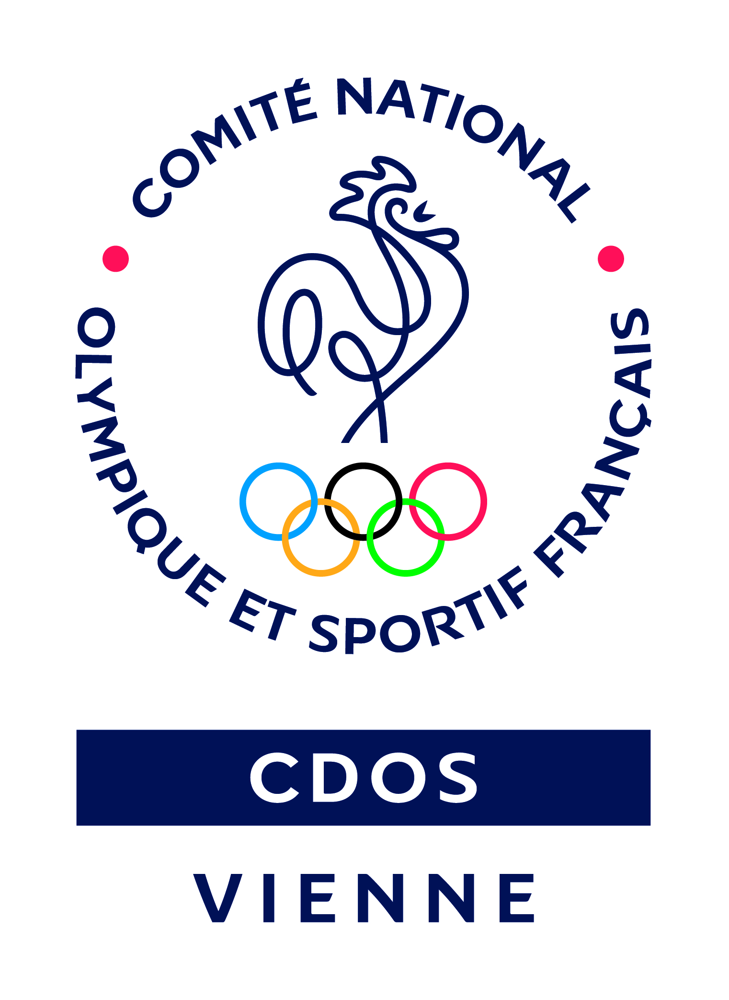 COMITÉ NATIONAL
OLYMPIQUE ET SPORTIF FRANÇAIS
CDOS
VIENNE